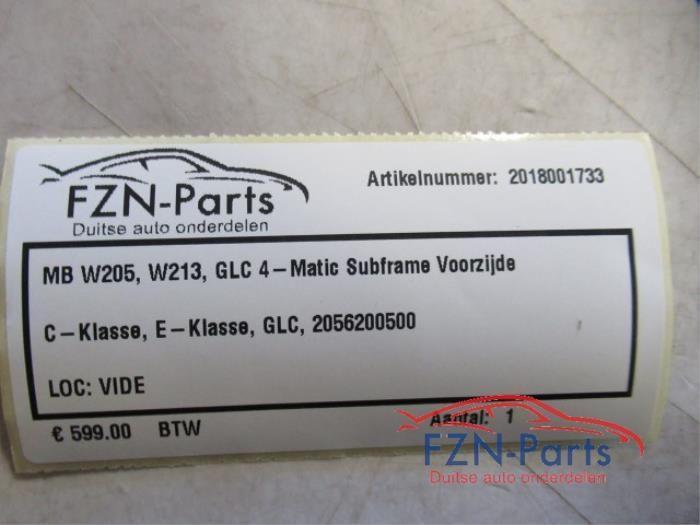 FZN-Parts
Duitse auto onderdelen
Artikelnummer: 2018001733
MB W205, W213, GLC 4-Matic Subframe Voorzijde
C-Klasse, E-Klasse, GLC, 2056200500
LOC: VIDE
€ 599.00 BTW
Aantal: 1
FZN-Parts
Duitse auto onderdelen